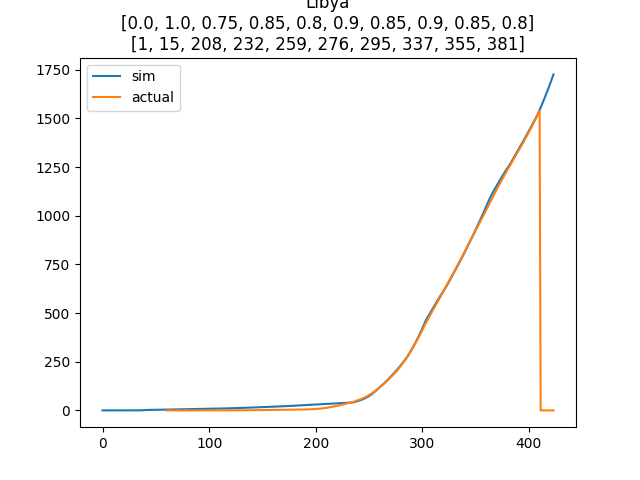 Libya
[0.0, 1.0, 0.75, 0.85, 0.8, 0.9, 0.85, 0.9, 0.85, 0.8]
[1, 15, 208, 232, 259, 276, 295, 337, 355, 381]
sim
actual
1750
1500
1250
1000
750
500
250
0
0 100 200 300 400